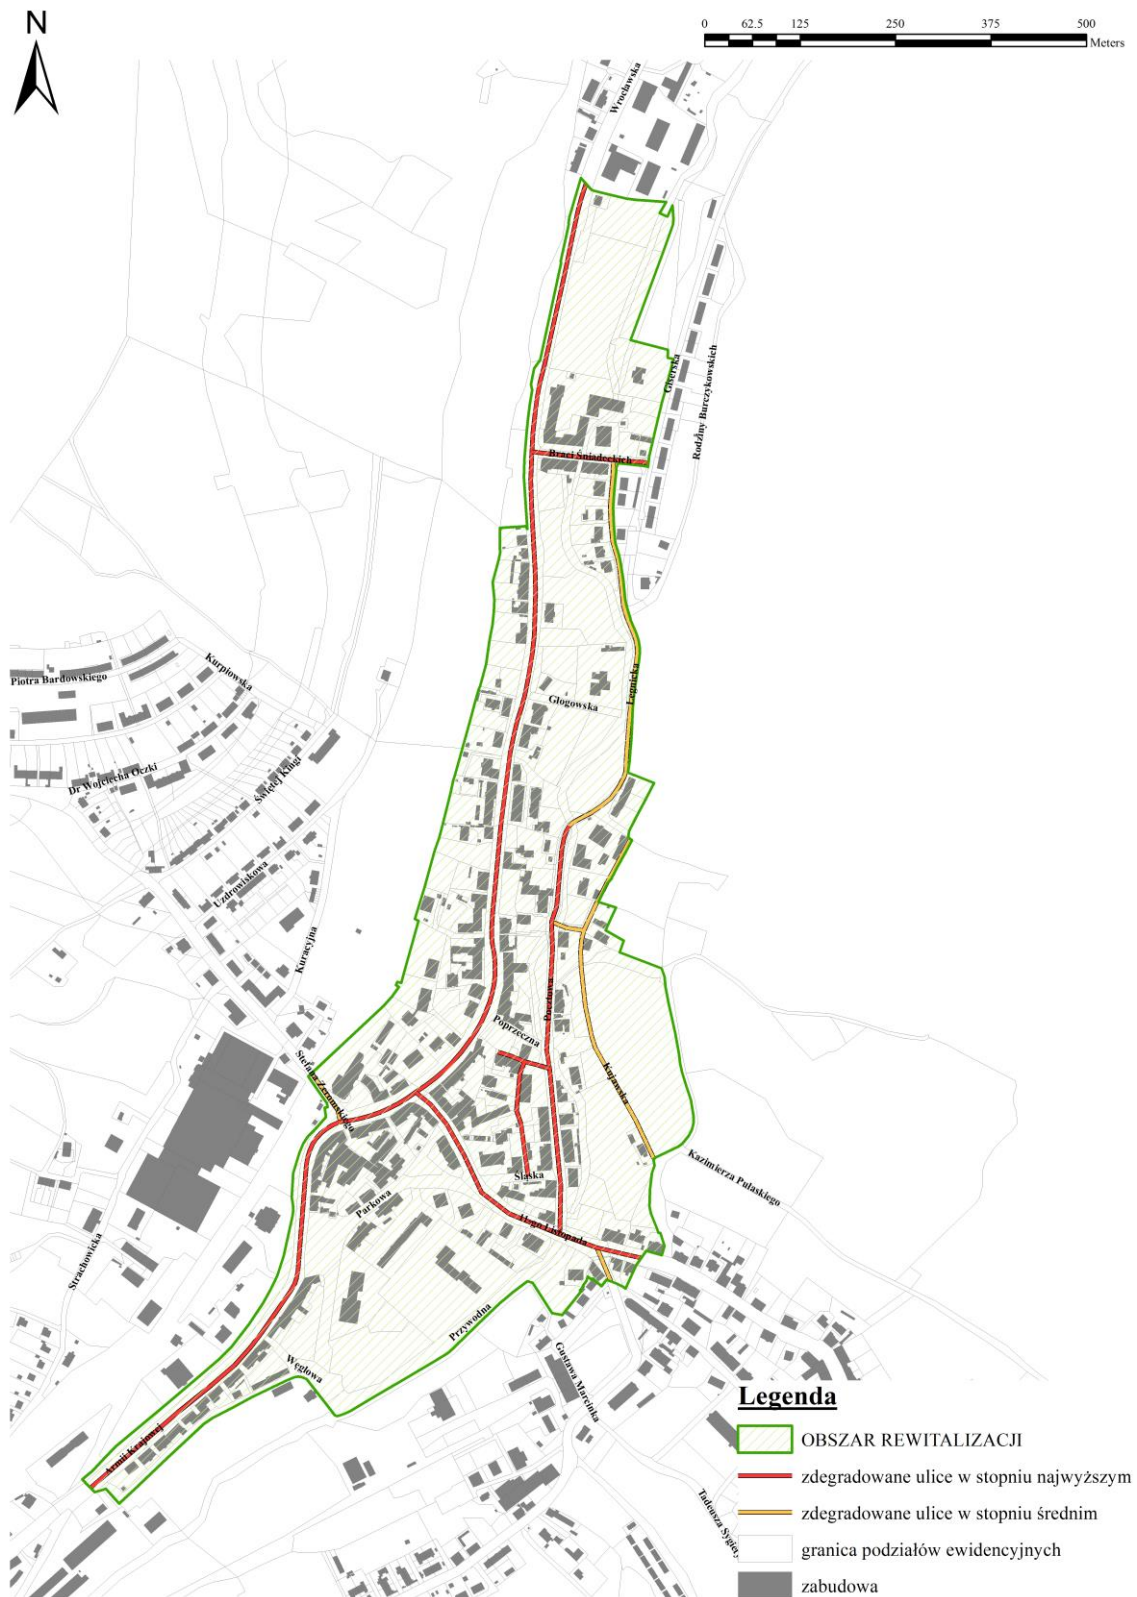 N
0 62.5 125 250 375 500
Meters
Wrocławska
Giserska
Rodziny Burczykowskich
Braci Śniadeckich
Kurpiowska
Piotra Bardowskiego
Legnicka
Głogowska
Dr Wojciecha Oczki
Świętej Kingi
Uzdrowiskowa
Kuracyjna
Pocztowa
Poprzeczna
Stefana Żeromskiego
Kujawska
Kazimierza Pułaskiego
Śląska
Parkowa
11-go Listopada
Strachowicka
Przywodna
Węglowa
Gustawa Marcinka
Armii Krajowej
Legenda
OBSZAR REWITALIZACJI
zdegradowane ulice w stopniu najwyższym
zdegradowane ulice w stopniu średnim
Tadeusza
granica podziałów ewidencyjnych
zabudowa